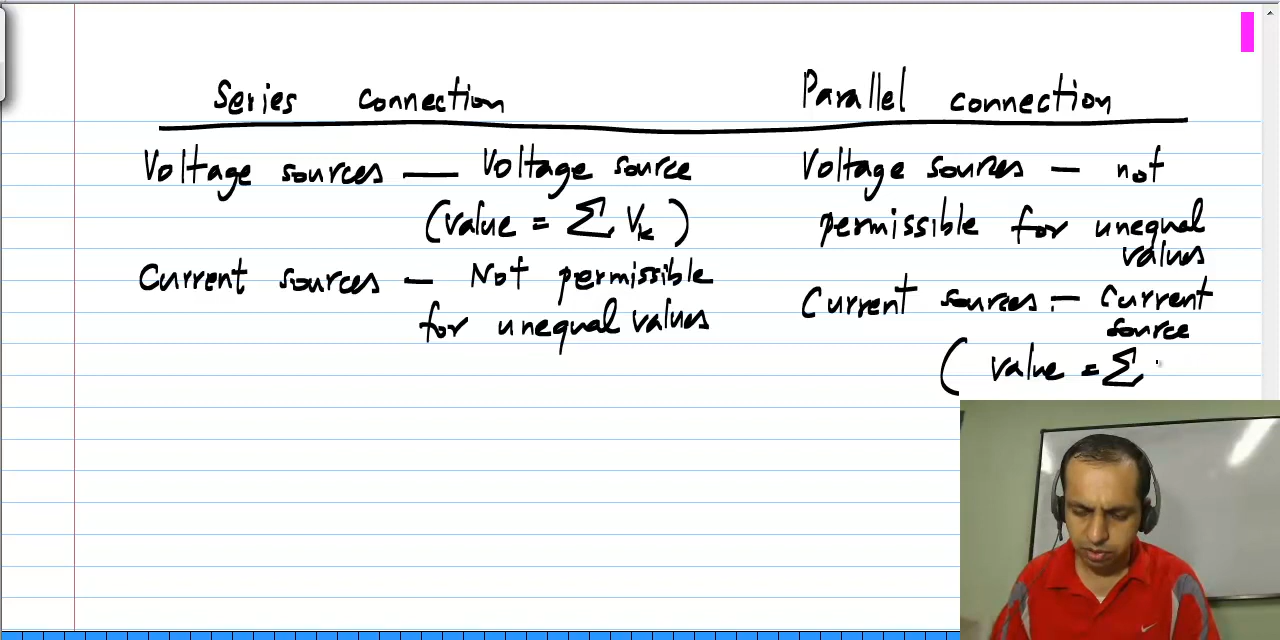 Series connection
Voltage sources — Voltage source
(value = Σ Vk)
Current sources — Not permissible
for unequal values
Parallel connection
Voltage sources — not
permissible for unequal
values
Current sources — Current
source
( value = Σ